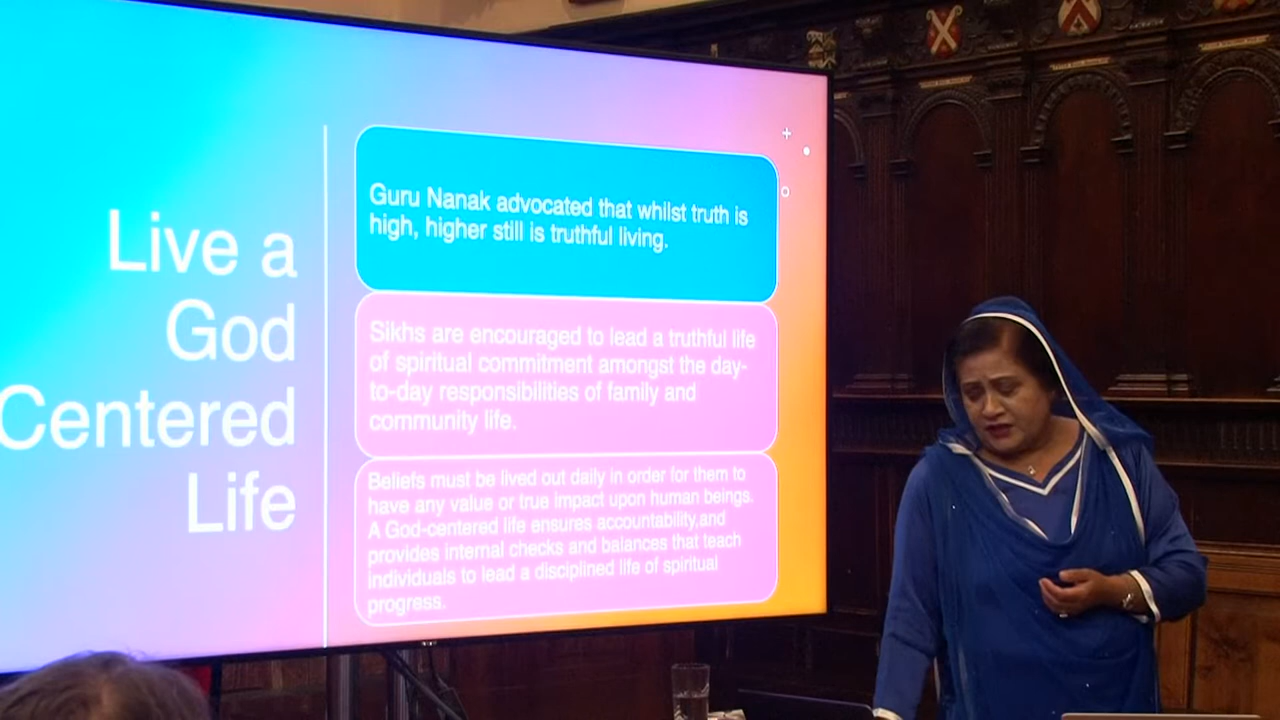 Live a
God
Centered
Life
Guru Nanak advocated that whilst truth is
high, higher still is truthful living.
Sikhs are encouraged to lead a truthful life
of spiritual commitment amongst the day-
to-day responsibilities of family and
community life.
Beliefs must be lived out daily in order for them to
have any value or true impact upon human beings.
A God-centered life ensures accountability,and
provides internal checks and balances that teach
individuals to lead a disciplined life of spiritual
progress.